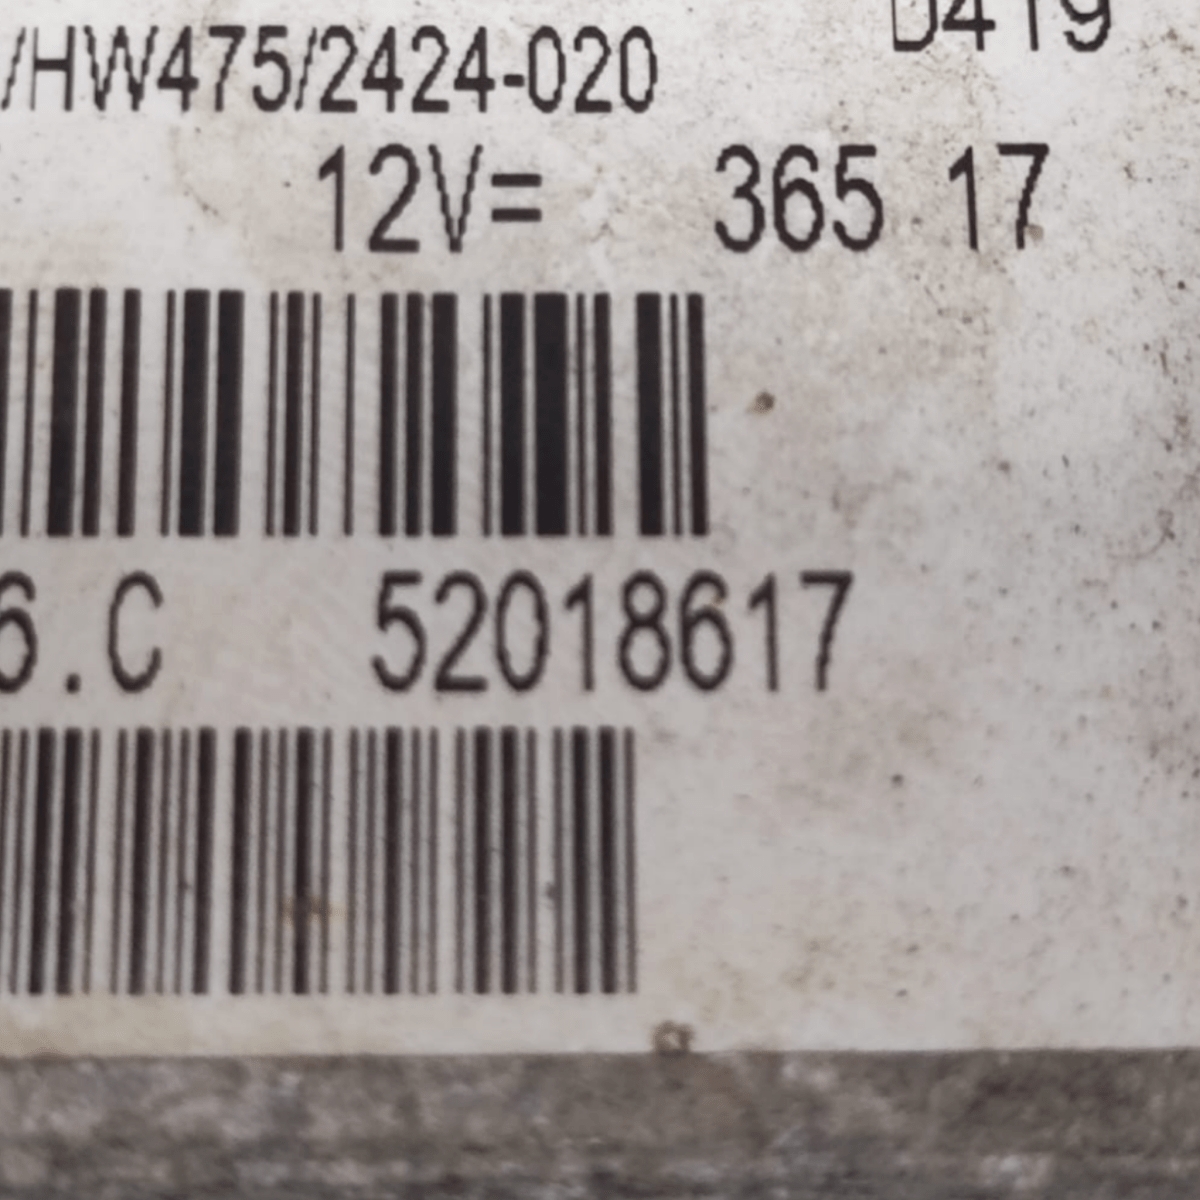 D419
/HW475/2424-020
12V= 365 17
6.C 52018617